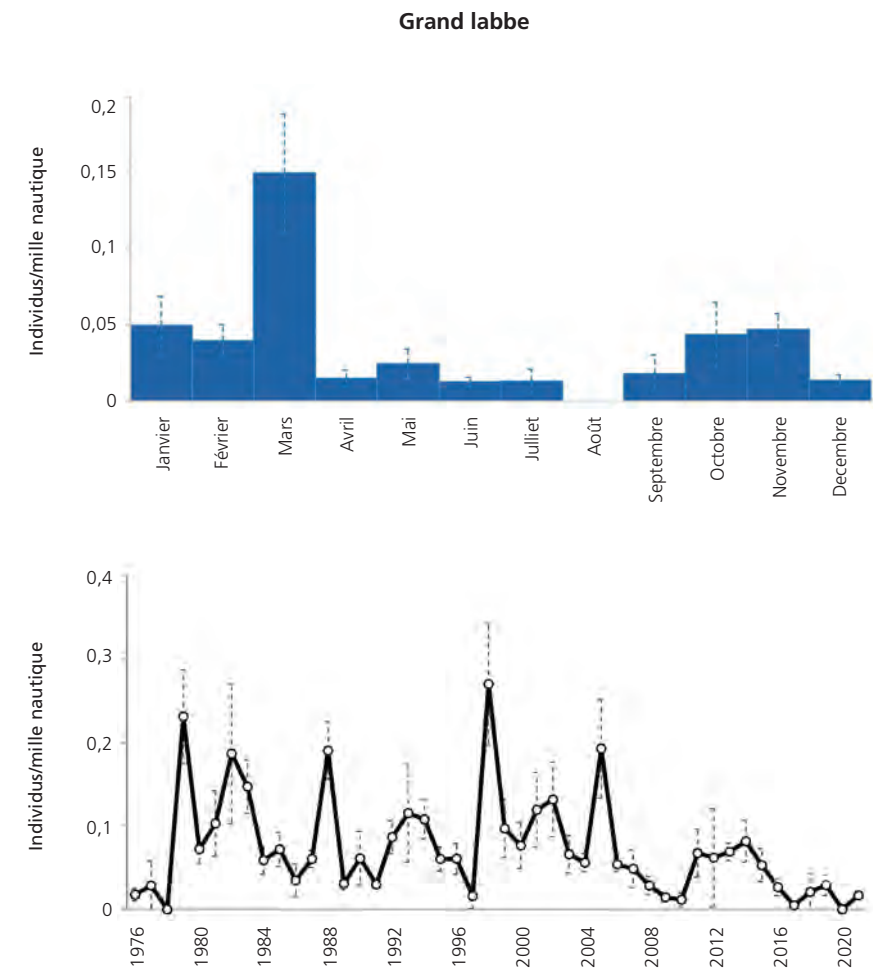 Grand labbe
Individus/mille nautique
0,2
0,15
0,1
0,05
0
Janvier
Février
Mars
Avril
Mai
Juin
Julliet
Août
Septembre
Octobre
Novembre
Decembre
Individus/mille nautique
0,4
0,3
0,2
0,1
0
1976
1980
1984
1988
1992
1996
2000
2004
2008
2012
2016
2020